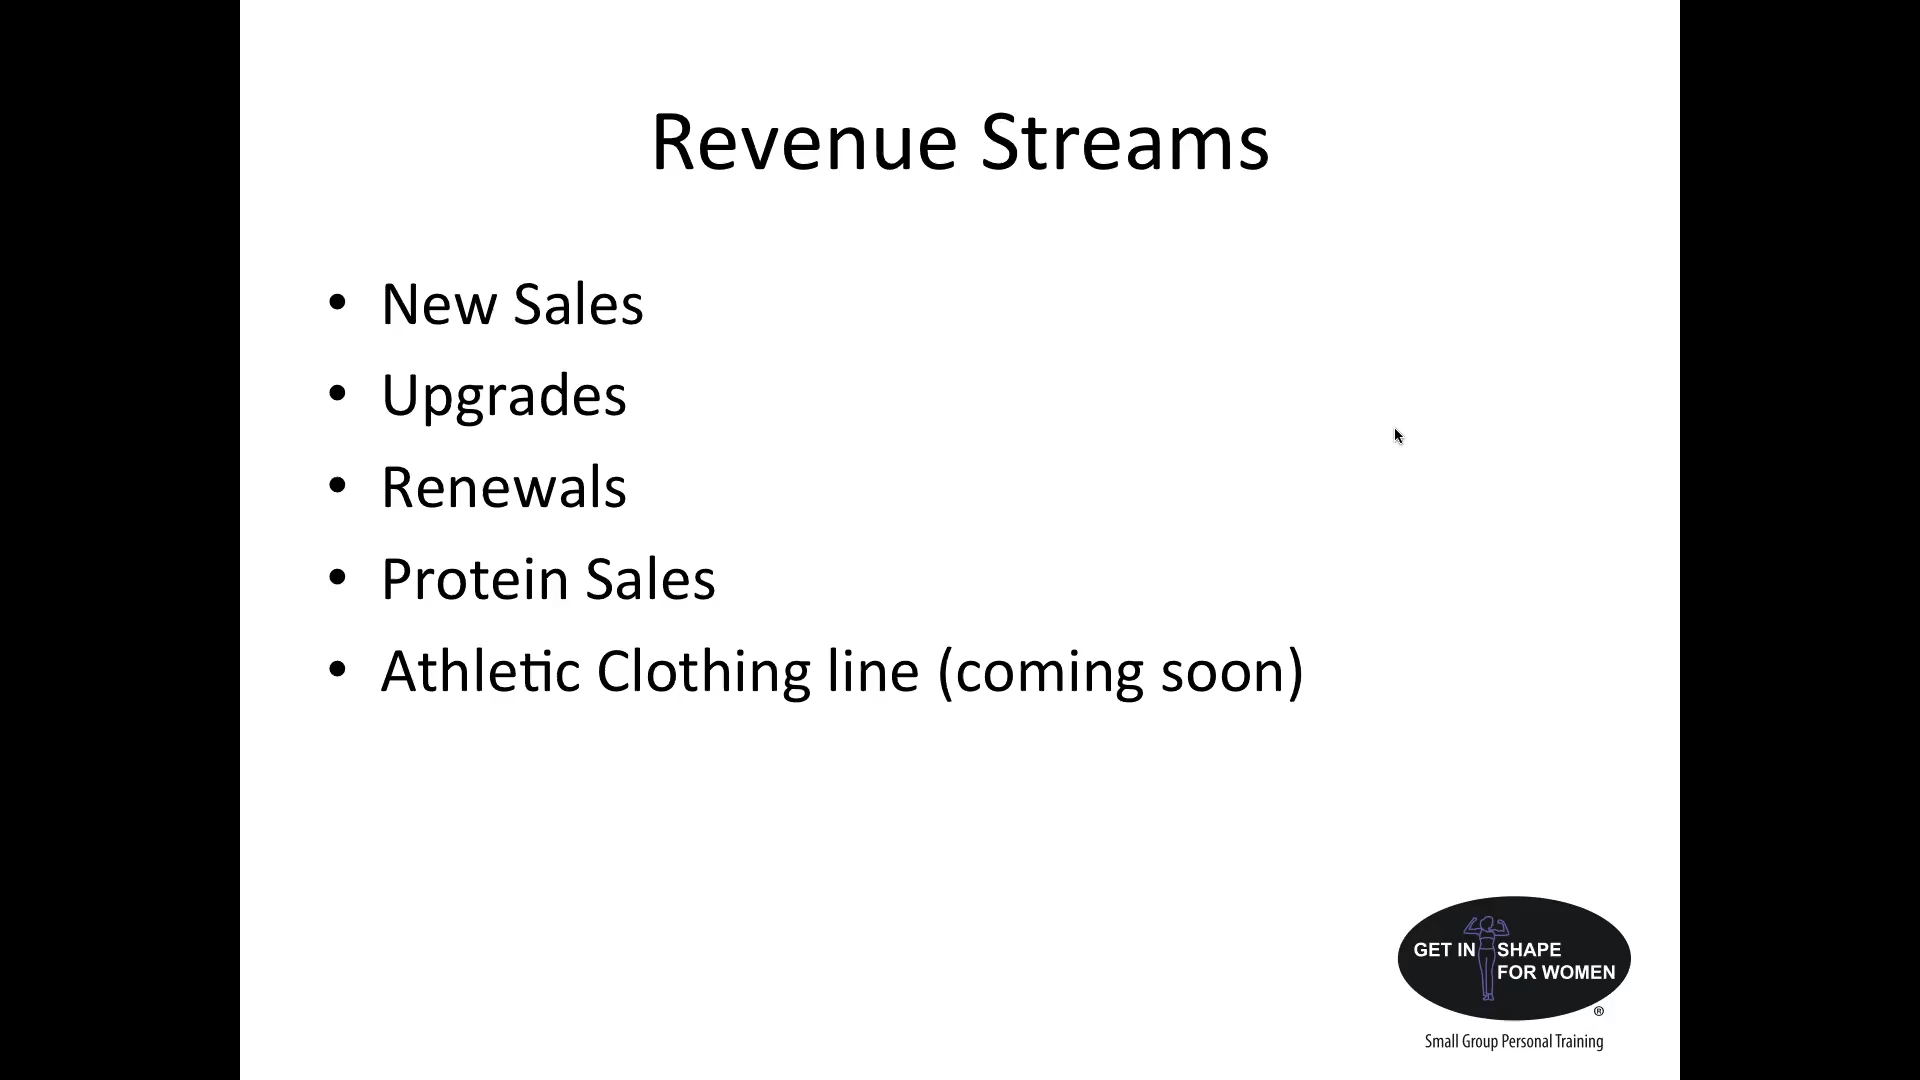 Revenue Streams
• New Sales
• Upgrades
• Renewals
• Protein Sales
• Athletic Clothing line (coming soon)
GET IN SHAPE
FOR WOMEN
®
Small Group Personal Training